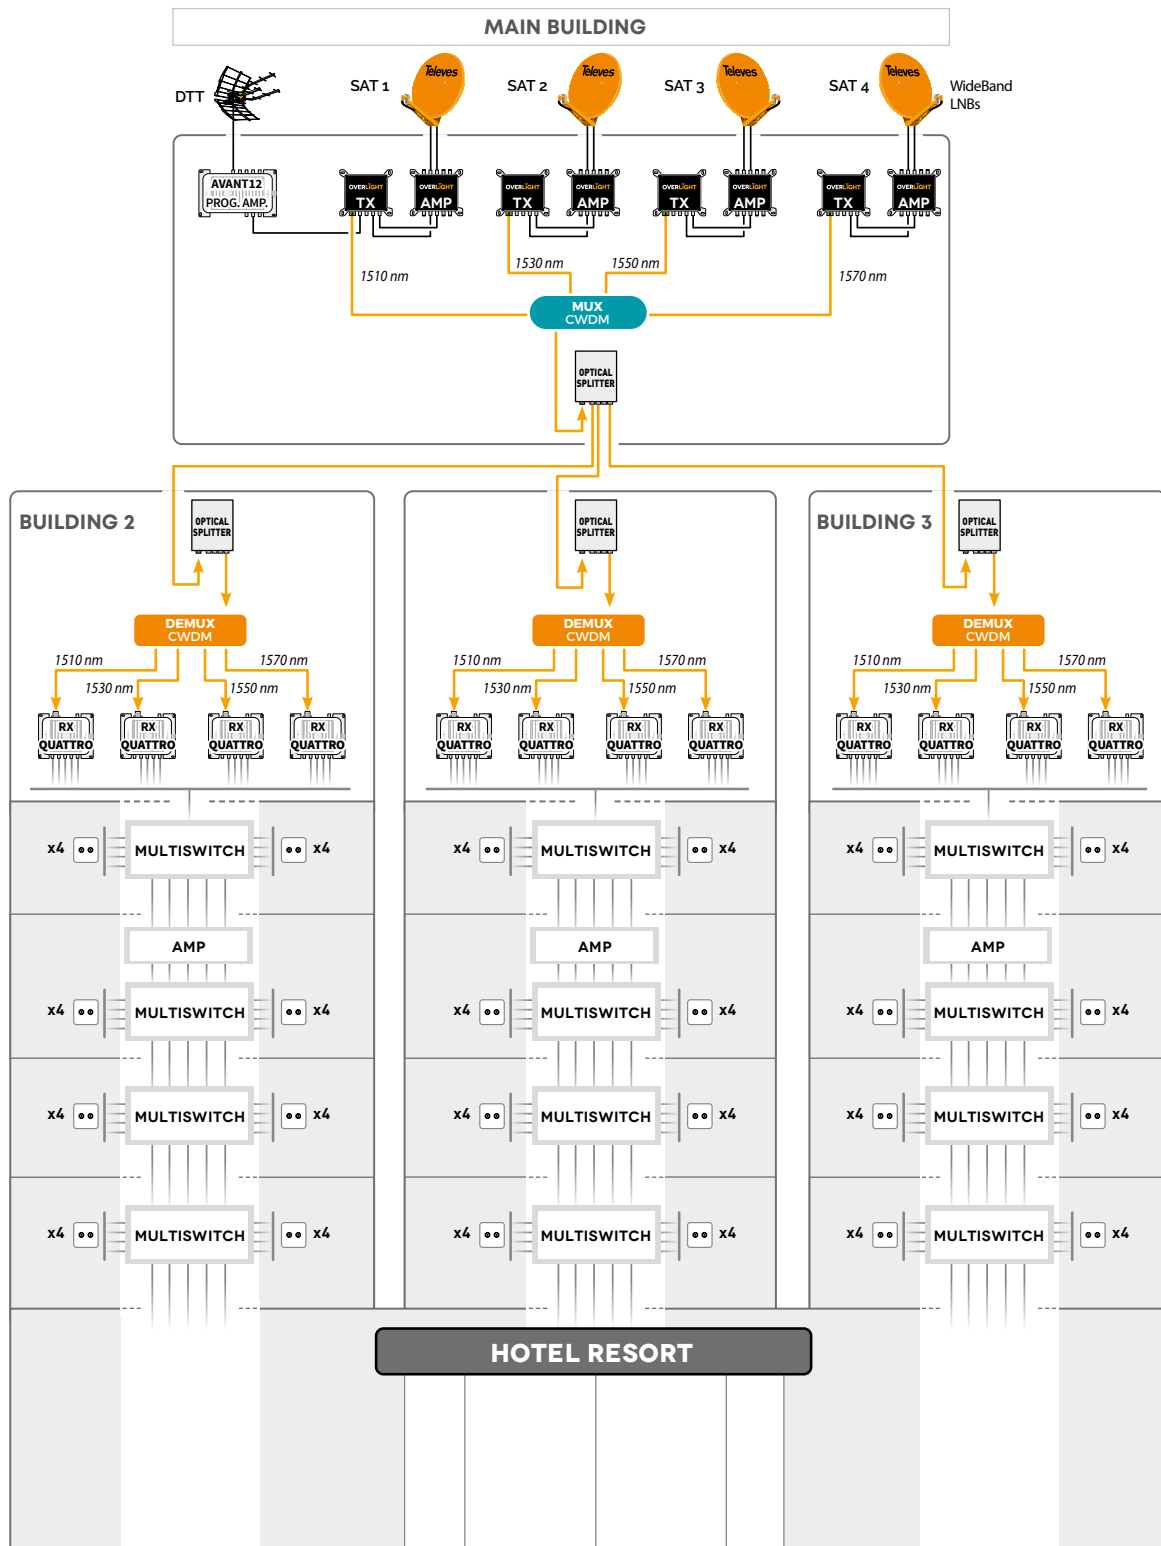 MAIN BUILDING
DTT
SAT 1
Televes
SAT 2
Televes
SAT 3
Televes
SAT 4
Televes
WideBand
LNBs
AVANT12
PROG. AMP.
OVERLIGHT
TX
OVERLIGHT
AMP
OVERLIGHT
TX
OVERLIGHT
AMP
OVERLIGHT
TX
OVERLIGHT
AMP
OVERLIGHT
TX
OVERLIGHT
AMP
1510 nm
1530 nm
1550 nm
1570 nm
MUX
CWDM
OPTICAL
SPLITTER
BUILDING 2
OPTICAL
SPLITTER
OPTICAL
SPLITTER
BUILDING 3
OPTICAL
SPLITTER
DEMUX
CWDM
DEMUX
CWDM
DEMUX
CWDM
1510 nm
1530 nm
1550 nm
1570 nm
1510 nm
1530 nm
1550 nm
1570 nm
1510 nm
1530 nm
1550 nm
1570 nm
RX
QUATTRO
RX
QUATTRO
RX
QUATTRO
RX
QUATTRO
RX
QUATTRO
RX
QUATTRO
RX
QUATTRO
RX
QUATTRO
RX
QUATTRO
RX
QUATTRO
RX
QUATTRO
RX
QUATTRO
x4 MULTISWITCH x4
x4 MULTISWITCH x4
x4 MULTISWITCH x4
AMP
AMP
AMP
x4 MULTISWITCH x4
x4 MULTISWITCH x4
x4 MULTISWITCH x4
x4 MULTISWITCH x4
x4 MULTISWITCH x4
x4 MULTISWITCH x4
x4 MULTISWITCH x4
x4 MULTISWITCH x4
x4 MULTISWITCH x4
HOTEL RESORT